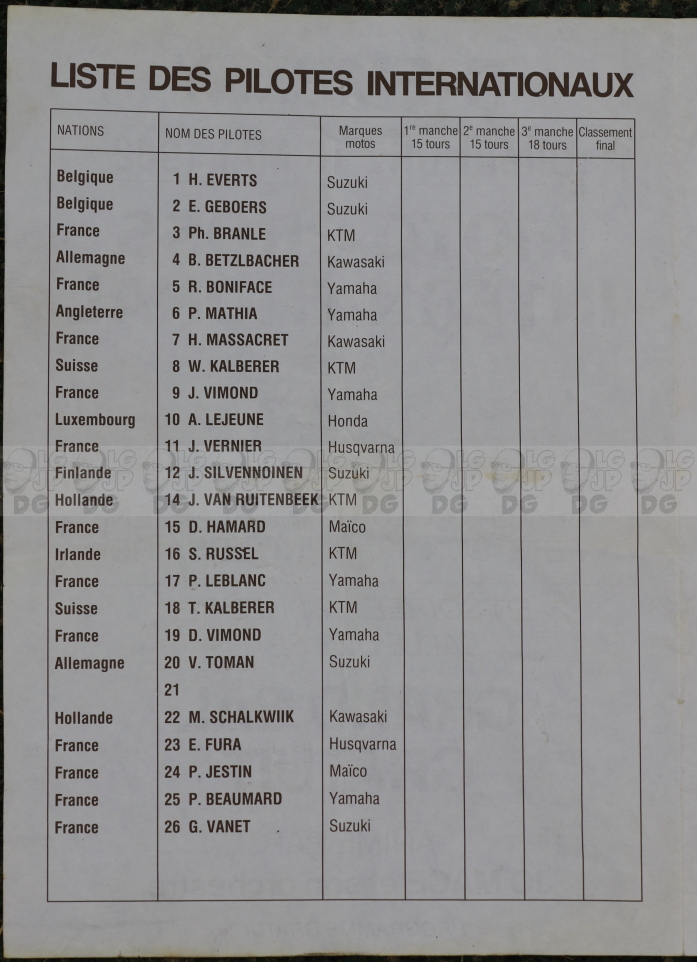 LISTE DES PILOTES INTERNATIONAUX
NATIONS NOM DES PILOTES Marques motos 1re manche 15 tours 2e manche 15 tours 3e manche 18 tours Classement final
Belgique 1 H. EVERTS Suzuki
Belgique 2 E. GEBOERS Suzuki
France 3 Ph. BRANLE KTM
Allemagne 4 B. BETZLBACHER Kawasaki
France 5 R. BONIFACE Yamaha
Angleterre 6 P. MATHIA Yamaha
France 7 H. MASSACRET Kawasaki
Suisse 8 W. KALBERER KTM
France 9 J. VIMOND Yamaha
Luxembourg 10 A. LEJEUNE Honda
France 11 J. VERNIER Husqvarna
Finlande 12 J. SILVENNOINEN Suzuki
Hollande 14 J. VAN RUITENBEEK KTM
France 15 D. HAMARD Maïco
Irlande 16 S. RUSSEL KTM
France 17 P. LEBLANC Yamaha
Suisse 18 T. KALBERER KTM
France 19 D. VIMOND Yamaha
Allemagne 20 V. TOMAN Suzuki
21
Hollande 22 M. SCHALKWIIK Kawasaki
France 23 E. FURA Husqvarna
France 24 P. JESTIN Maïco
France 25 P. BEAUMARD Yamaha
France 26 G. VANET Suzuki